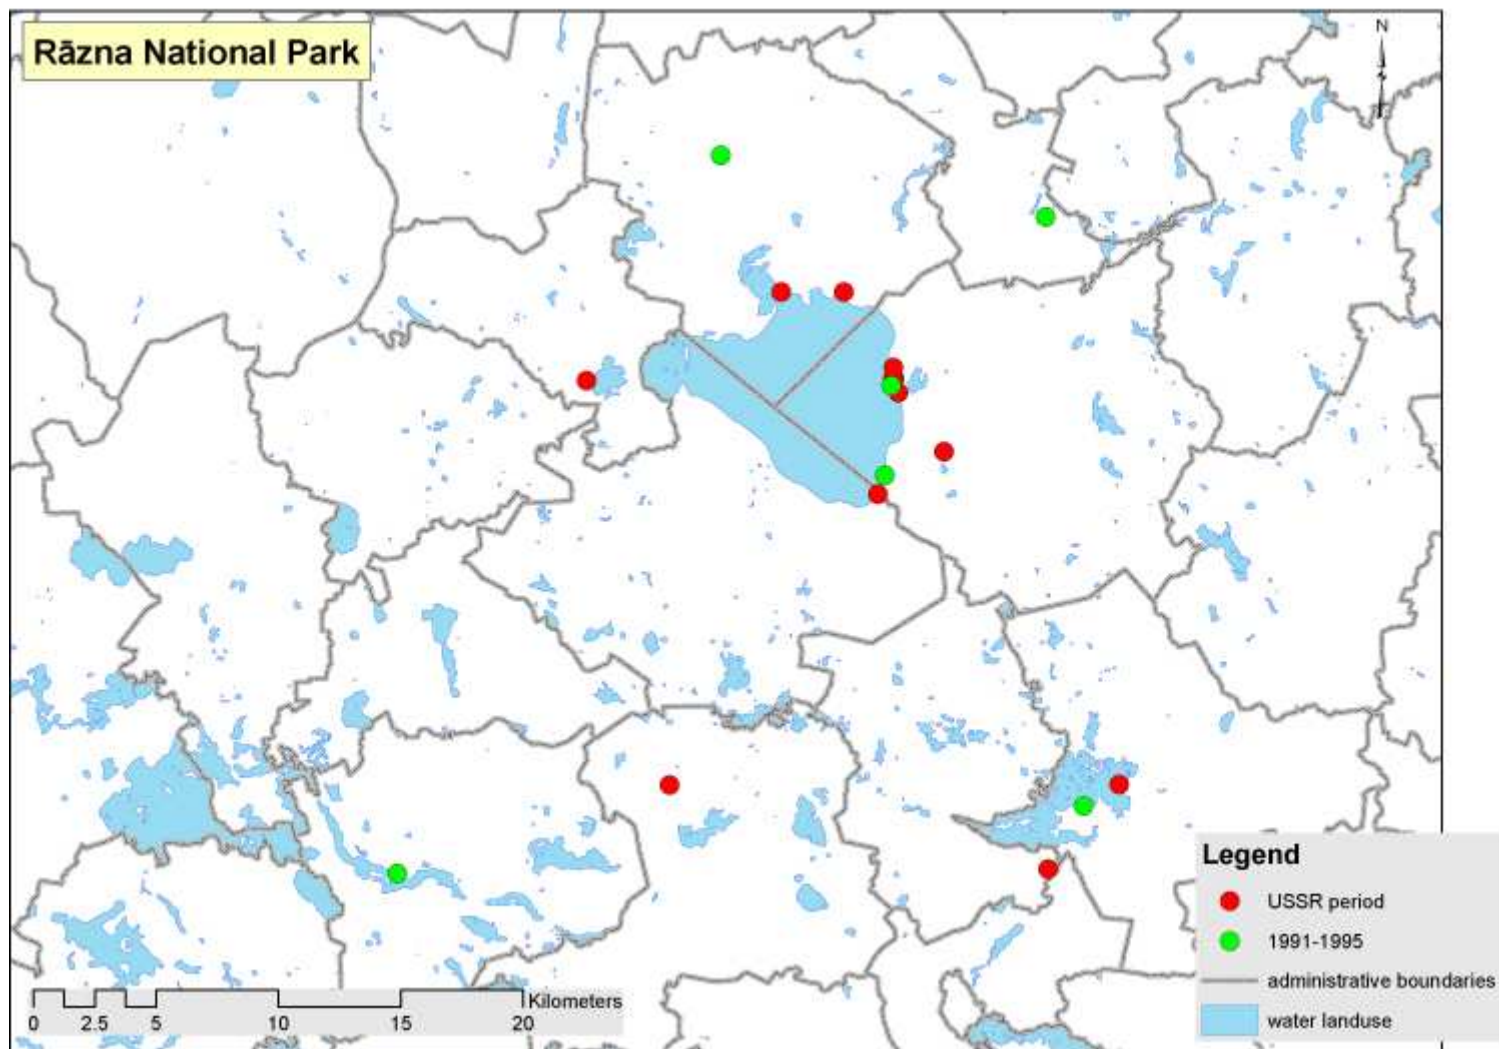 Rāzna National Park
N
Legend
USSR period
1991-1995
administrative boundaries
water landuse
Kilometers
0 2.5 5 10 15 20